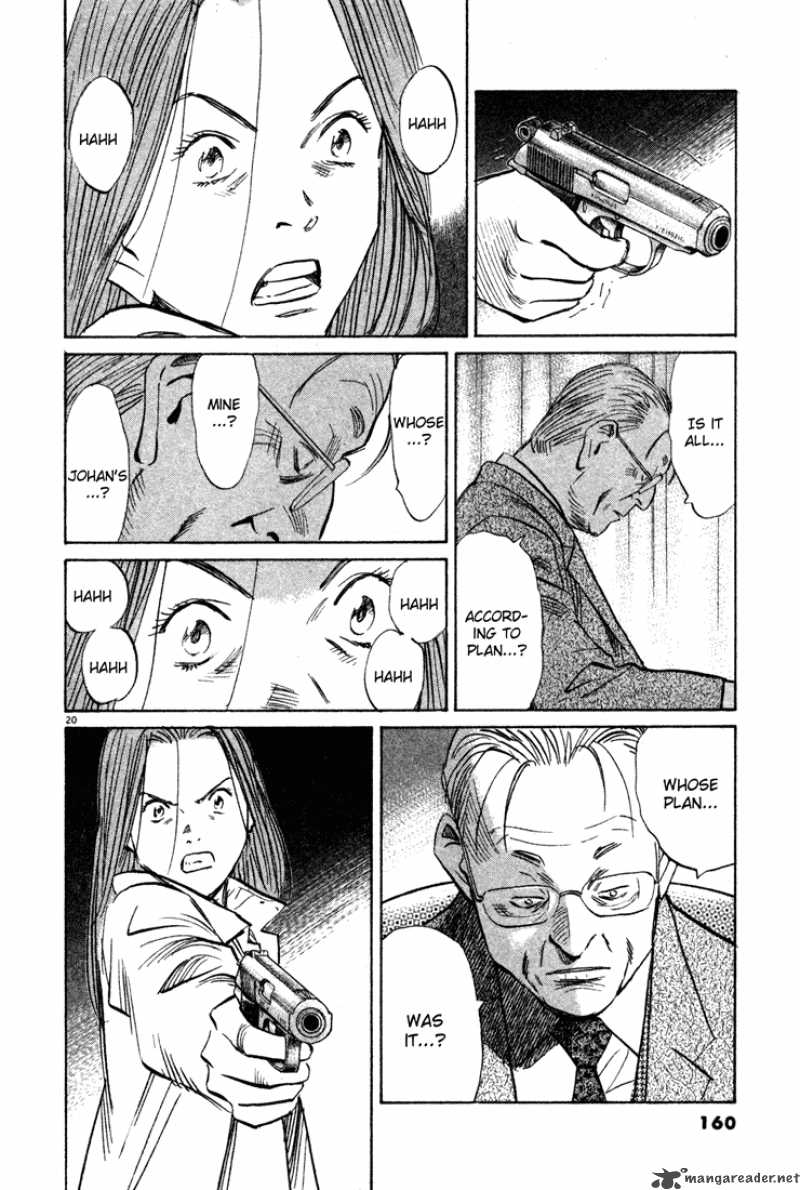 HAHH
HAHH
IS IT
ALL...
ACCORD-
ING TO
PLAN...?
WHOSE
...?
MINE
...?
JOHAN'S
...?
HAHH
HAHH
HAHH
HAHH
20
WHOSE
PLAN...
WAS
IT...?
160
mangareader.net